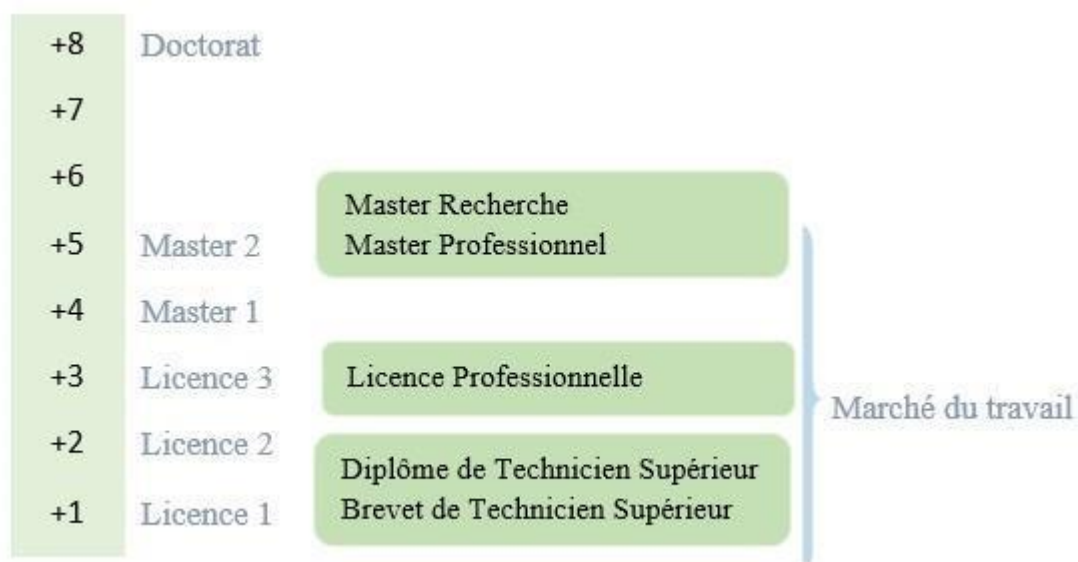 +8 Doctorat
+7
+6
Master Recherche
+5 Master 2 Master Professionnel
+4 Master 1
+3 Licence 3 Licence Professionnelle
Marché du travail
+2 Licence 2
Diplôme de Technicien Supérieur
+1 Licence 1 Brevet de Technicien Supérieur